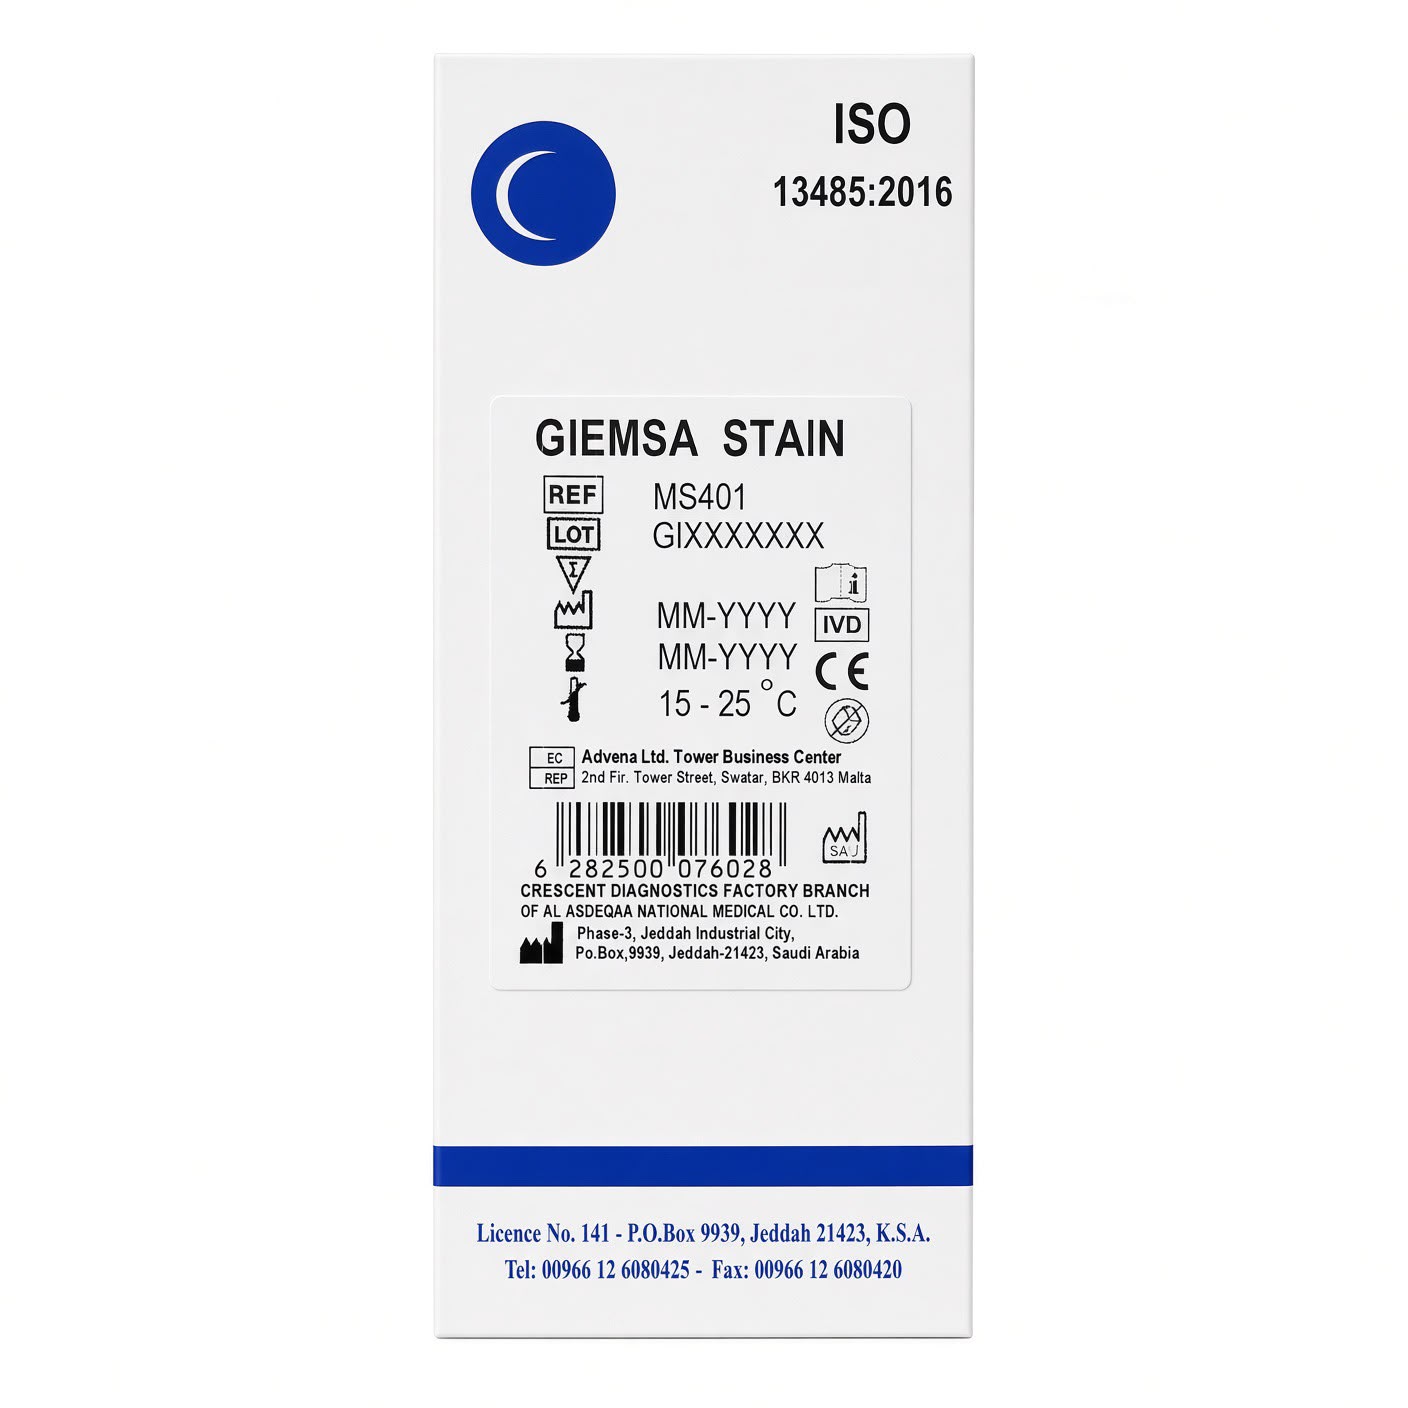 ISO
13485:2016
GIEMSA STAIN
REF MS401
LOT GIXXXXXXX
Σ
i
MM-YYYY
IVD
MM-YYYY
CE
15 - 25 °C
EC REP Advena Ltd. Tower Business Center
2nd Fir. Tower Street, Swatar, BKR 4013 Malta
SAU
6 282500 076028
CRESCENT DIAGNOSTICS FACTORY BRANCH
OF AL ASDEQAA NATIONAL MEDICAL CO. LTD.
Phase-3, Jeddah Industrial City,
Po.Box,9939, Jeddah-21423, Saudi Arabia
Licence No. 141 - P.O.Box 9939, Jeddah 21423, K.S.A.
Tel: 00966 12 6080425 - Fax: 00966 12 6080420